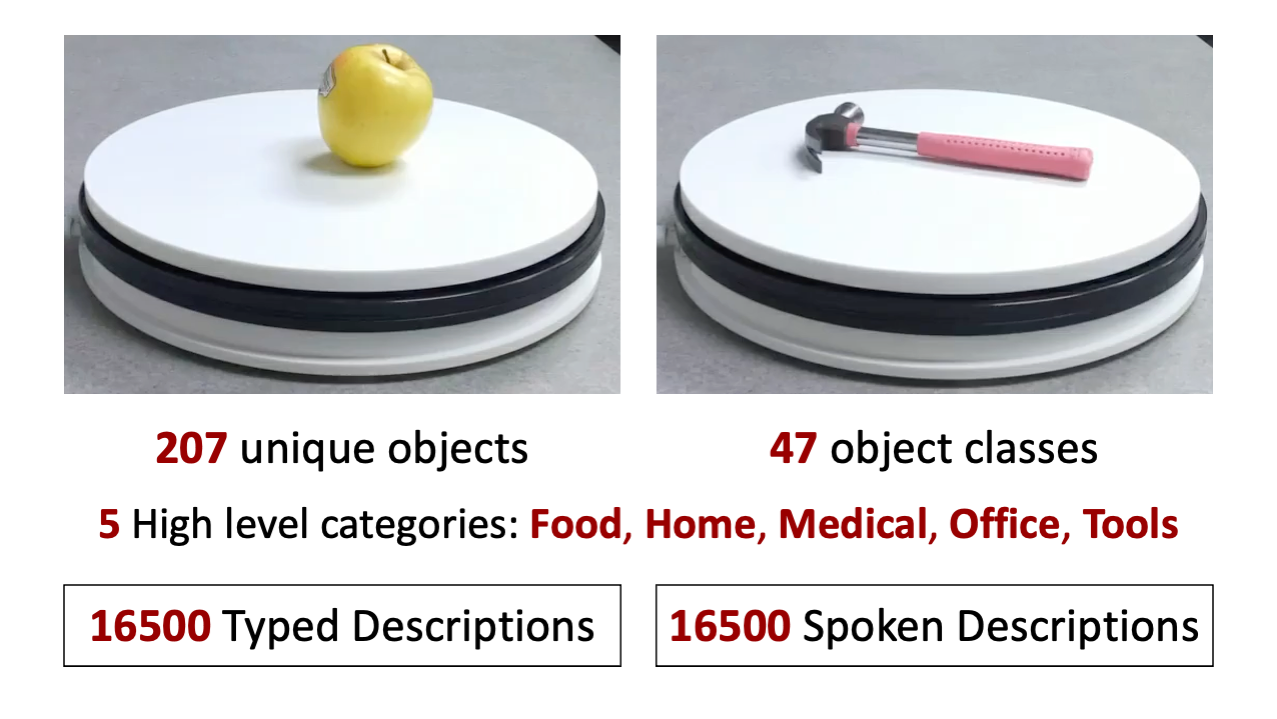 207 unique objects
47 object classes
5 High level categories: Food, Home, Medical, Office, Tools
16500 Typed Descriptions
16500 Spoken Descriptions